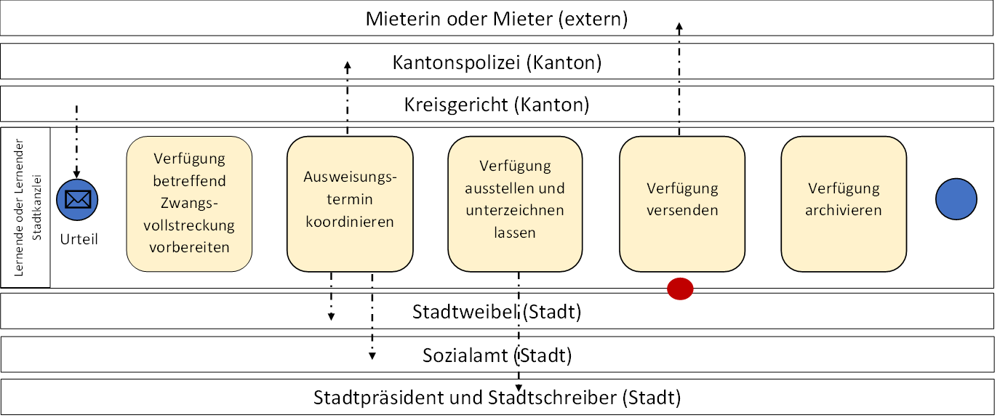 Mieterin oder Mieter (extern)
Kantonspolizei (Kanton)
Kreisgericht (Kanton)
Lernende oder Lernender
Stadtkanzlei
Urteil
Verfügung
betreffend
Zwangs-
vollstreckung
vorbereiten
Ausweisungs-
termin
koordinieren
Verfügung
ausstellen und
unterzeichnen
lassen
Verfügung
versenden
Verfügung
archivieren
Stadtweibel (Stadt)
Sozialamt (Stadt)
Stadtpräsident und Stadtschreiber (Stadt)